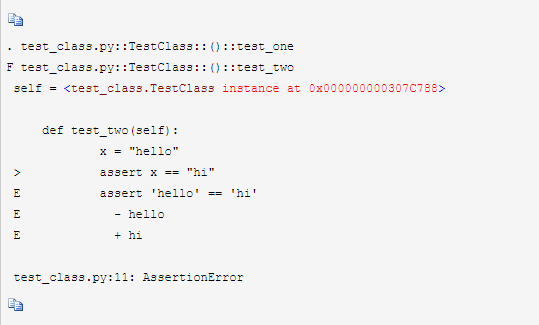 . test_class.py::TestClass::()::test_one
F test_class.py::TestClass::()::test_two
self = <test_class.TestClass instance at 0x000000000307C788>
def test_two(self):
x = "hello"
> assert x == "hi"
E assert 'hello' == 'hi'
E - hello
E + hi
test_class.py:11: AssertionError